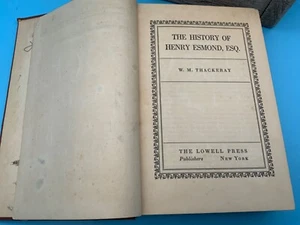 THE HISTORY OF
HENRY ESMOND, ESQ.
W. M. THACKERAY
THE LOWELL PRESS
Publishers New York